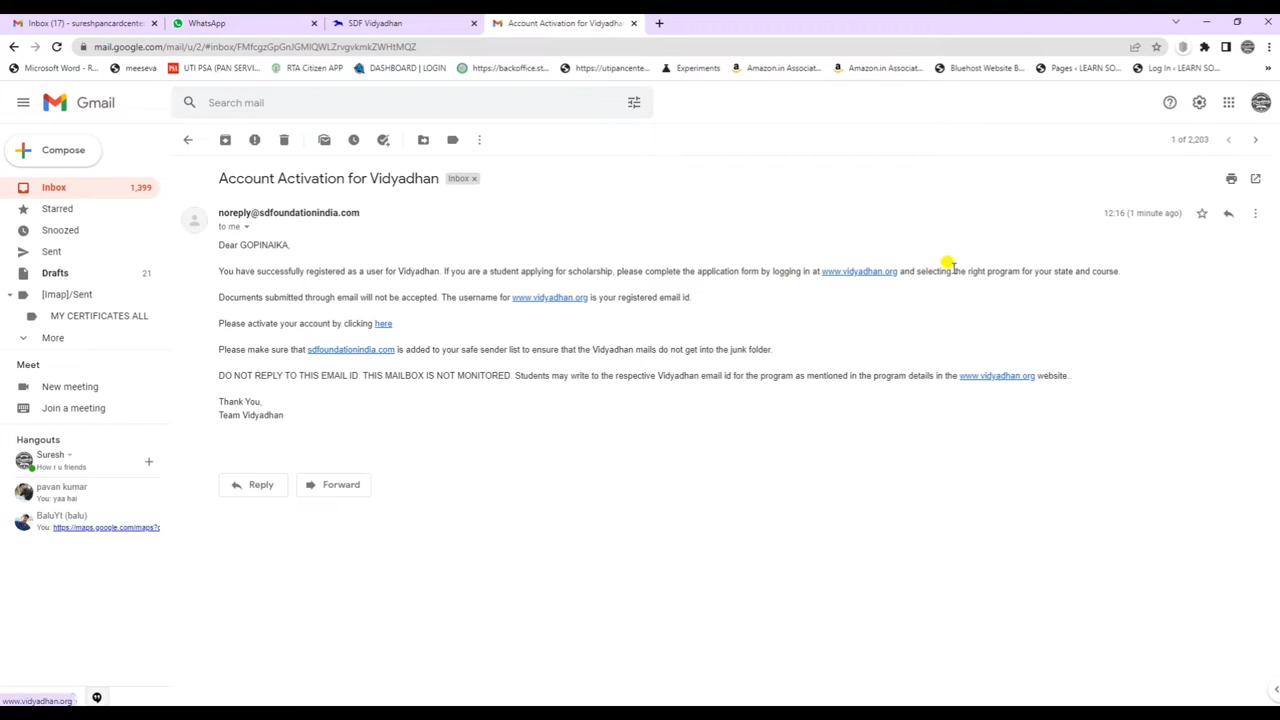 Inbox (17) - sureshpancardcente
WhatsApp
SDF Vidyadhan
Account Activation for Vidyadha
mail.google.com/mail/u/2/#inbox/FMfcgzGpGnJGMlQWLZrvgvkmkZWHtMQZ
Microsoft Word - R...
meeseva
UTI PSA (PAN SERVI...
RTA Citizen APP
DASHBOARD | LOGIN
https://backoffice.st...
https://utipancente...
Experiments
Amazon.in Associat...
Amazon.in Associat...
Bluehost Website B...
Pages ‹ LEARN SO...
Log In ‹ LEARN SO...
»
Gmail
Search mail
Compose
1 of 2,203
Inbox 1,399
Starred
Snoozed
Sent
Drafts 21
[Imap]/Sent
MY CERTIFICATES ALL
More
Meet
New meeting
Join a meeting
Hangouts
Suresh
How r u friends
pavan kumar
You: yaa hai
BaluYt (balu)
You: https://maps.google.com/maps?
Account Activation for Vidyadhan Inbox ×
noreply@sdfoundationindia.com 12:16 (1 minute ago)
to me
Dear GOPINAIKA,
You have successfully registered as a user for Vidyadhan. If you are a student applying for scholarship, please complete the application form by logging in at www.vidyadhan.org and selecting the right program for your state and course.
Documents submitted through email will not be accepted. The username for www.vidyadhan.org is your registered email id.
Please activate your account by clicking here
Please make sure that sdfoundationindia.com is added to your safe sender list to ensure that the Vidyadhan mails do not get into the junk folder.
DO NOT REPLY TO THIS EMAIL ID. THIS MAILBOX IS NOT MONITORED. Students may write to the respective Vidyadhan email id for the program as mentioned in the program details in the www.vidyadhan.org website..
Thank You,
Team Vidyadhan
Reply
Forward
www.vidyadhan.org